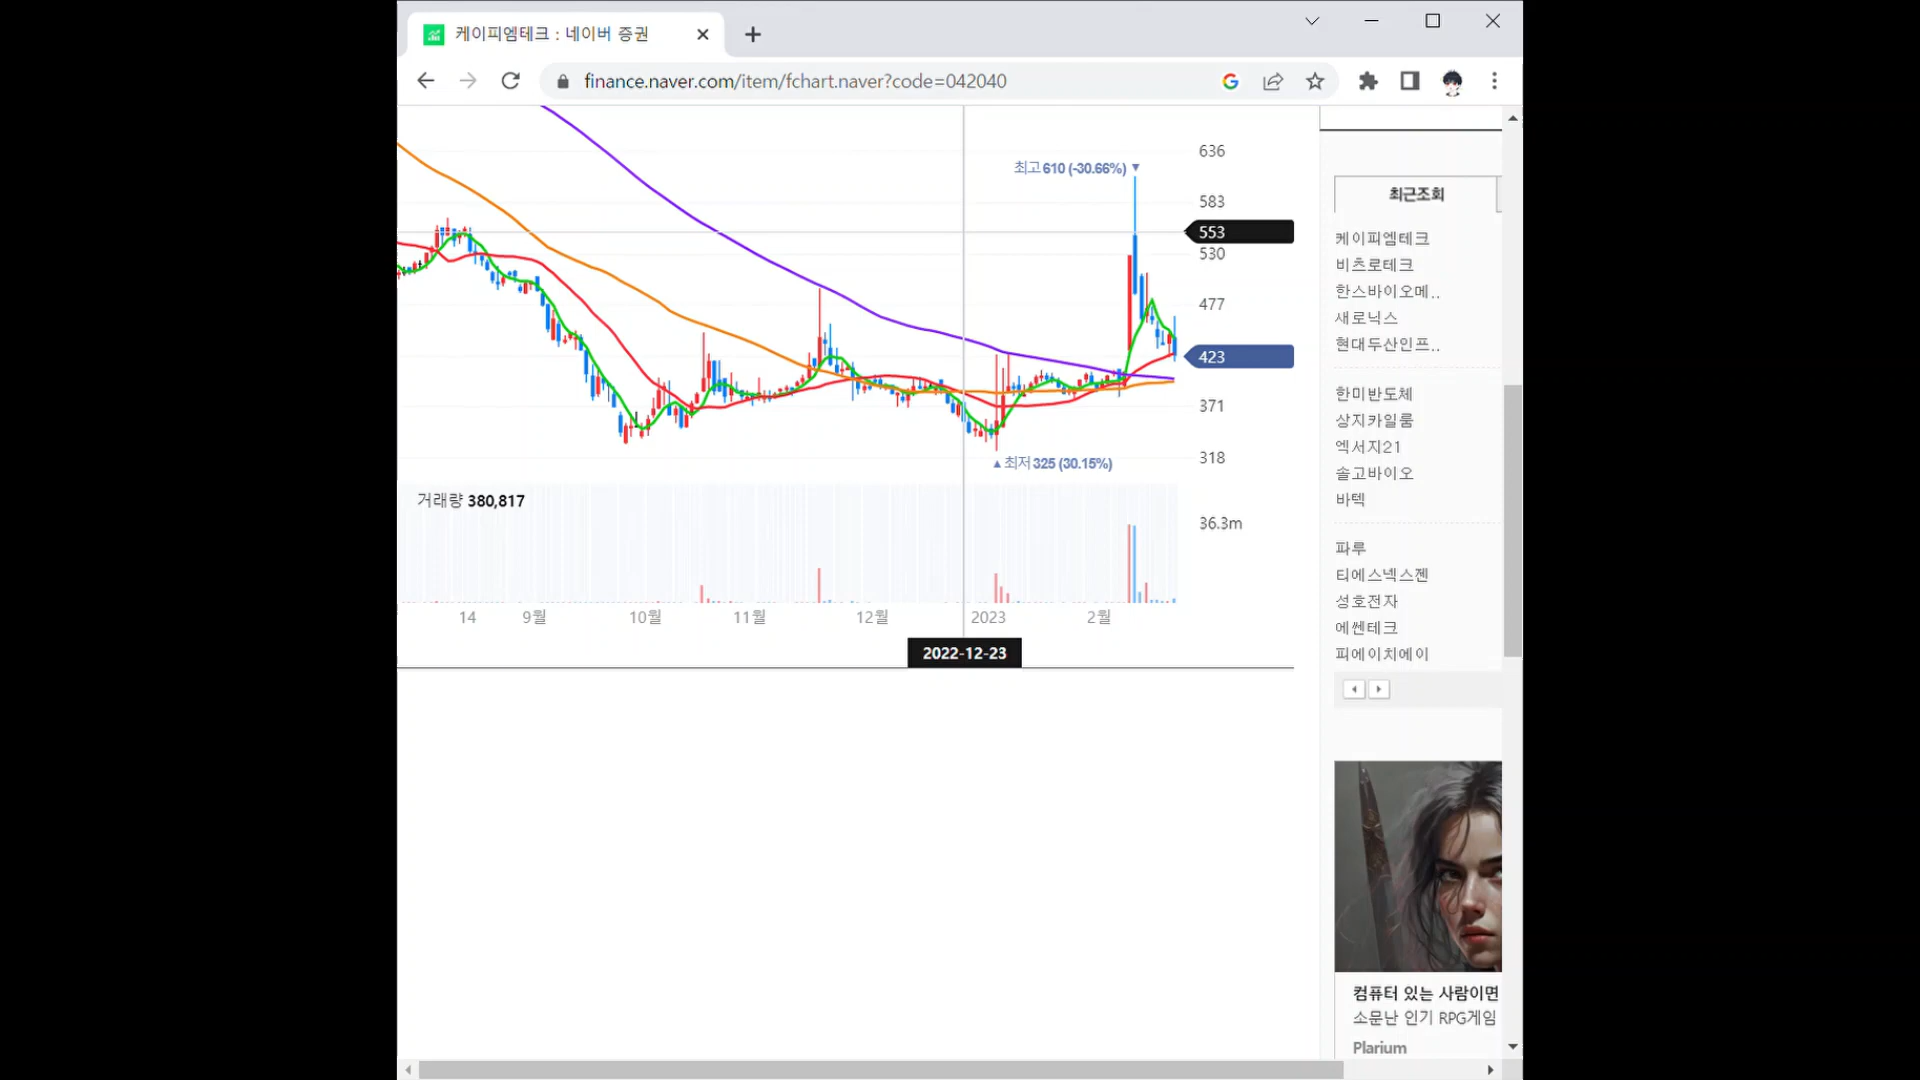 케이피엠테크 : 네이버 증권
finance.naver.com/item/fchart.naver?code=042040
636
최고 610 (-30.66%) ▼
583
553
530
477
423
371
318
▲ 최저 325 (30.15%)
거래량 380,817
36.3m
14 9월 10월 11월 12월 2023 2월
2022-12-23
최근조회
케이피엠테크
비츠로테크
한스바이오메..
새로닉스
현대두산인프..
한미반도체
상지카일룸
엑서지21
솔고바이오
바텍
파루
티에스넥스젠
성호전자
에쎈테크
피에이치에이
컴퓨터 있는 사람이면
소문난 인기 RPG게임
Plarium